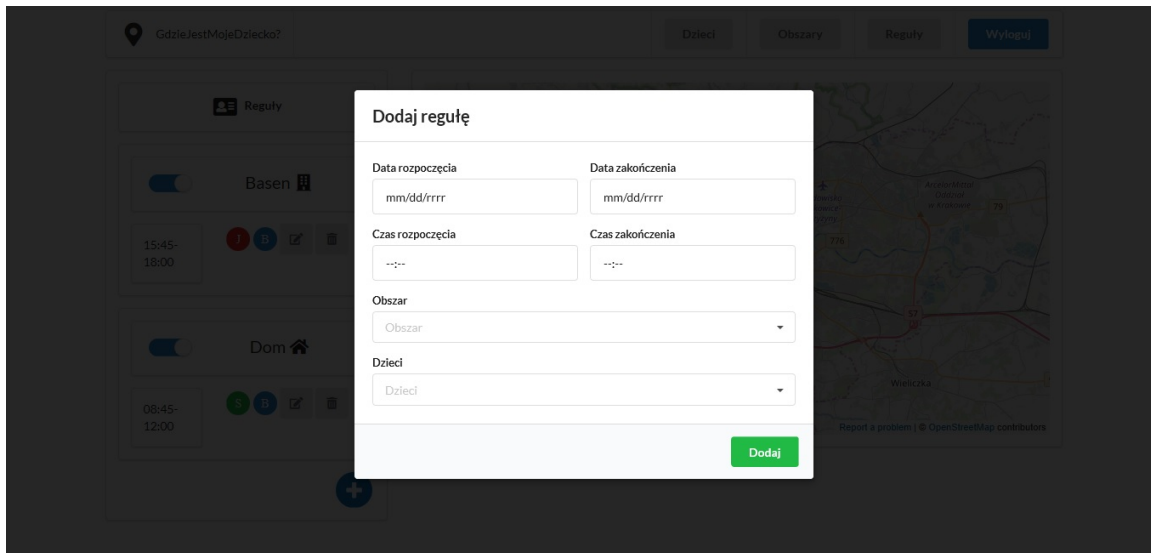 GdzieJestMojeDziecko?
Dzieci
Obszary
Reguły
Wyloguj
Reguły
Basen
15:45-
18:00
J
B
Dom
08:45-
12:00
S
B
Dodaj regułę
Data rozpoczęcia
Data zakończenia
mm/dd/rrrr
mm/dd/rrrr
Czas rozpoczęcia
Czas zakończenia
--:--
--:--
Obszar
Obszar
Dzieci
Dzieci
Dodaj
79
776
Wieliczka
Report a problem | © OpenStreetMap contributors